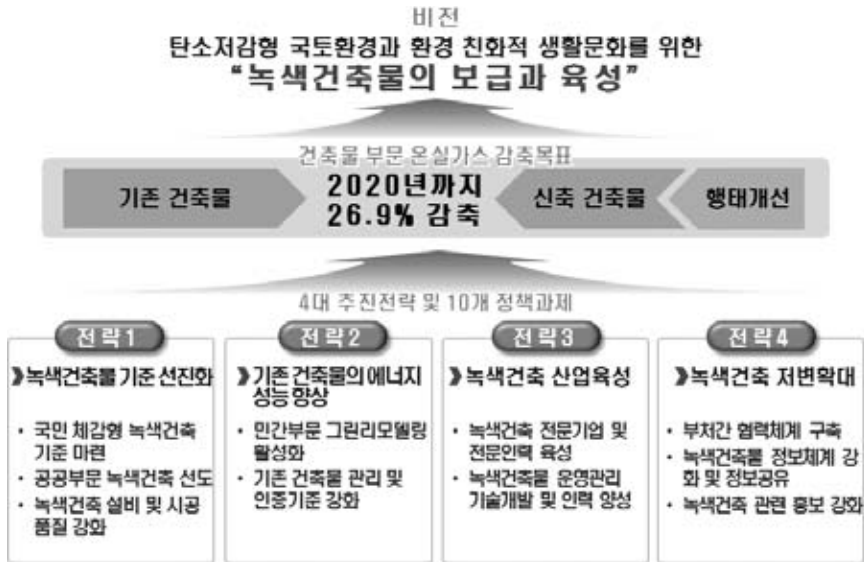 비전
탄소저감형 국토환경과 환경 친화적 생활문화를 위한
“녹색건축물의 보급과 육성”
건축물 부문 온실가스 감축목표
기존 건축물
2020년까지
26.9% 감축
신축 건축물
행태개선
4대 추진전략 및 10개 정책과제
전략1
》녹색건축물 기준 선진화
• 국민 체감형 녹색건축
기준 마련
• 공공부문 녹색건축 선도
• 녹색건축 설비 및 시공
품질 강화
전략2
》기존 건축물의 에너지
성능 향상
• 민간부문 그린리모델링
활성화
• 기존 건축물 관리 및
인증기준 강화
전략3
》녹색건축 산업육성
• 녹색건축 전문기업 및
전문인력 육성
• 녹색건축물 운영관리
기술개발 및 인력 양성
전략4
》녹색건축 저변확대
• 부처간 협력체계 구축
• 녹색건축물 정보체계 강
화 및 정보공유
• 녹색건축 관련 홍보 강화